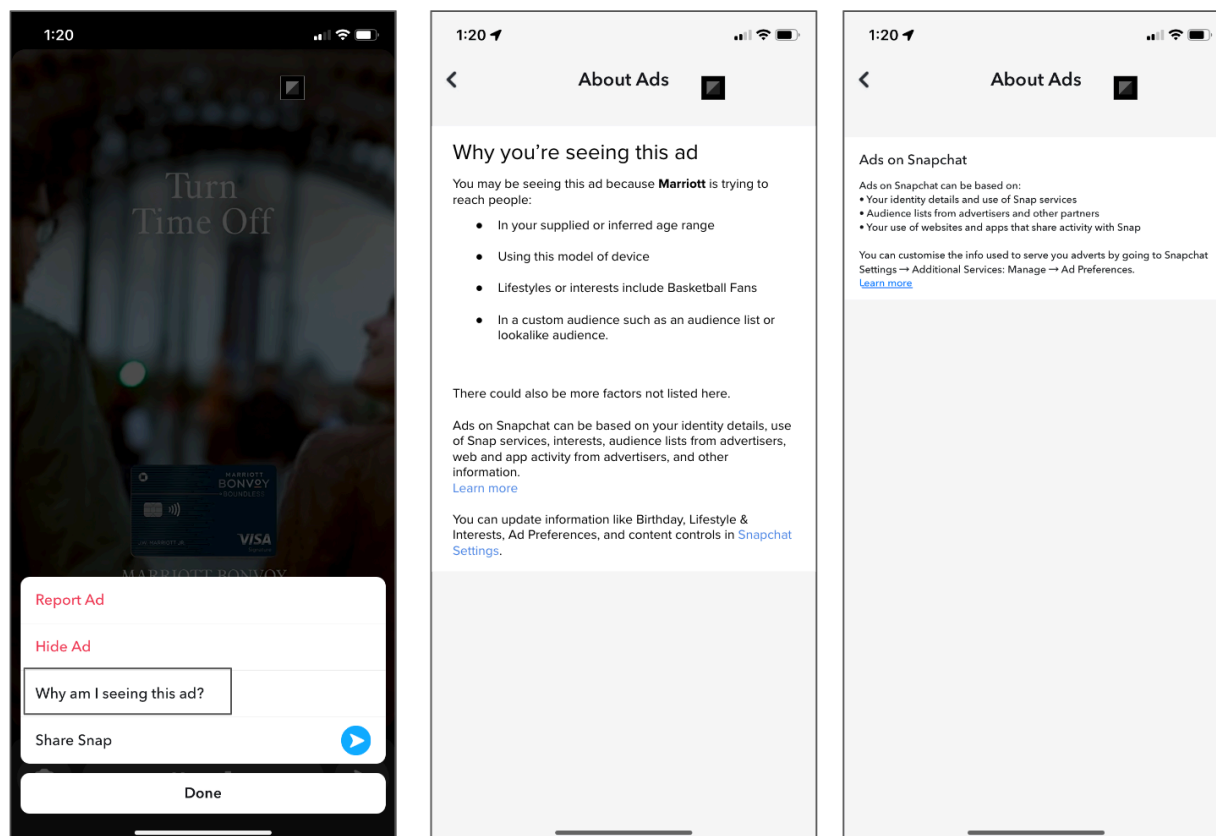 1:20
Turn
Time Off
MARRIOTT
BONVOY
BOUNDLESS
VISA
Signature
MARRIOTT BONVOY
Report Ad
Hide Ad
Why am I seeing this ad?
Share Snap
Done
1:20
About Ads
Why you’re seeing this ad
You may be seeing this ad because Marriott is trying to
reach people:
● In your supplied or inferred age range
● Using this model of device
● Lifestyles or interests include Basketball Fans
● In a custom audience such as an audience list or
lookalike audience.
There could also be more factors not listed here.
Ads on Snapchat can be based on your identity details, use
of Snap services, interests, audience lists from advertisers,
web and app activity from advertisers, and other
information.
Learn more
You can update information like Birthday, Lifestyle &
Interests, Ad Preferences, and content controls in Snapchat
Settings.
1:20
About Ads
Ads on Snapchat
Ads on Snapchat can be based on:
• Your identity details and use of Snap services
• Audience lists from advertisers and other partners
• Your use of websites and apps that share activity with Snap
You can customise the info used to serve you adverts by going to Snapchat
Settings → Additional Services: Manage → Ad Preferences.
Learn more